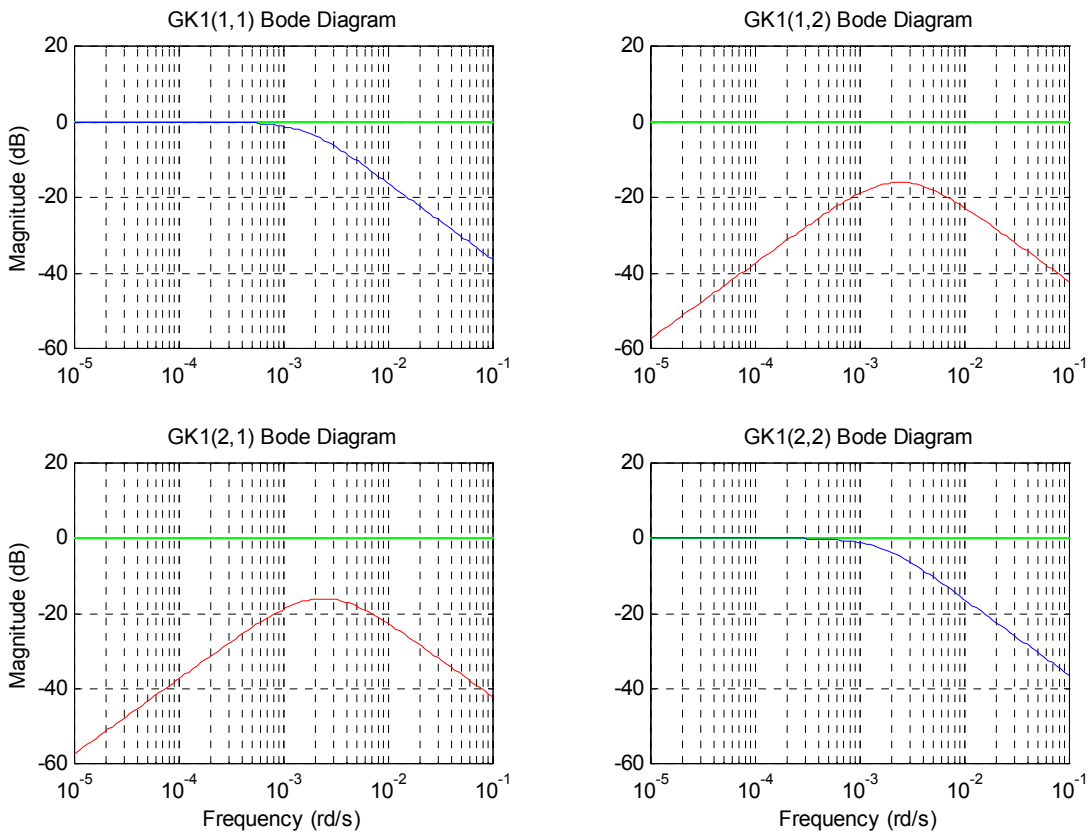 GK1(1,1) Bode Diagram
20
0
-20
-40
-60
Magnitude (dB)
10^-5 10^-4 10^-3 10^-2 10^-1
GK1(1,2) Bode Diagram
20
0
-20
-40
-60
10^-5 10^-4 10^-3 10^-2 10^-1
GK1(2,1) Bode Diagram
20
0
-20
-40
-60
Magnitude (dB)
10^-5 10^-4 10^-3 10^-2 10^-1
Frequency (rd/s)
GK1(2,2) Bode Diagram
20
0
-20
-40
-60
10^-5 10^-4 10^-3 10^-2 10^-1
Frequency (rd/s)